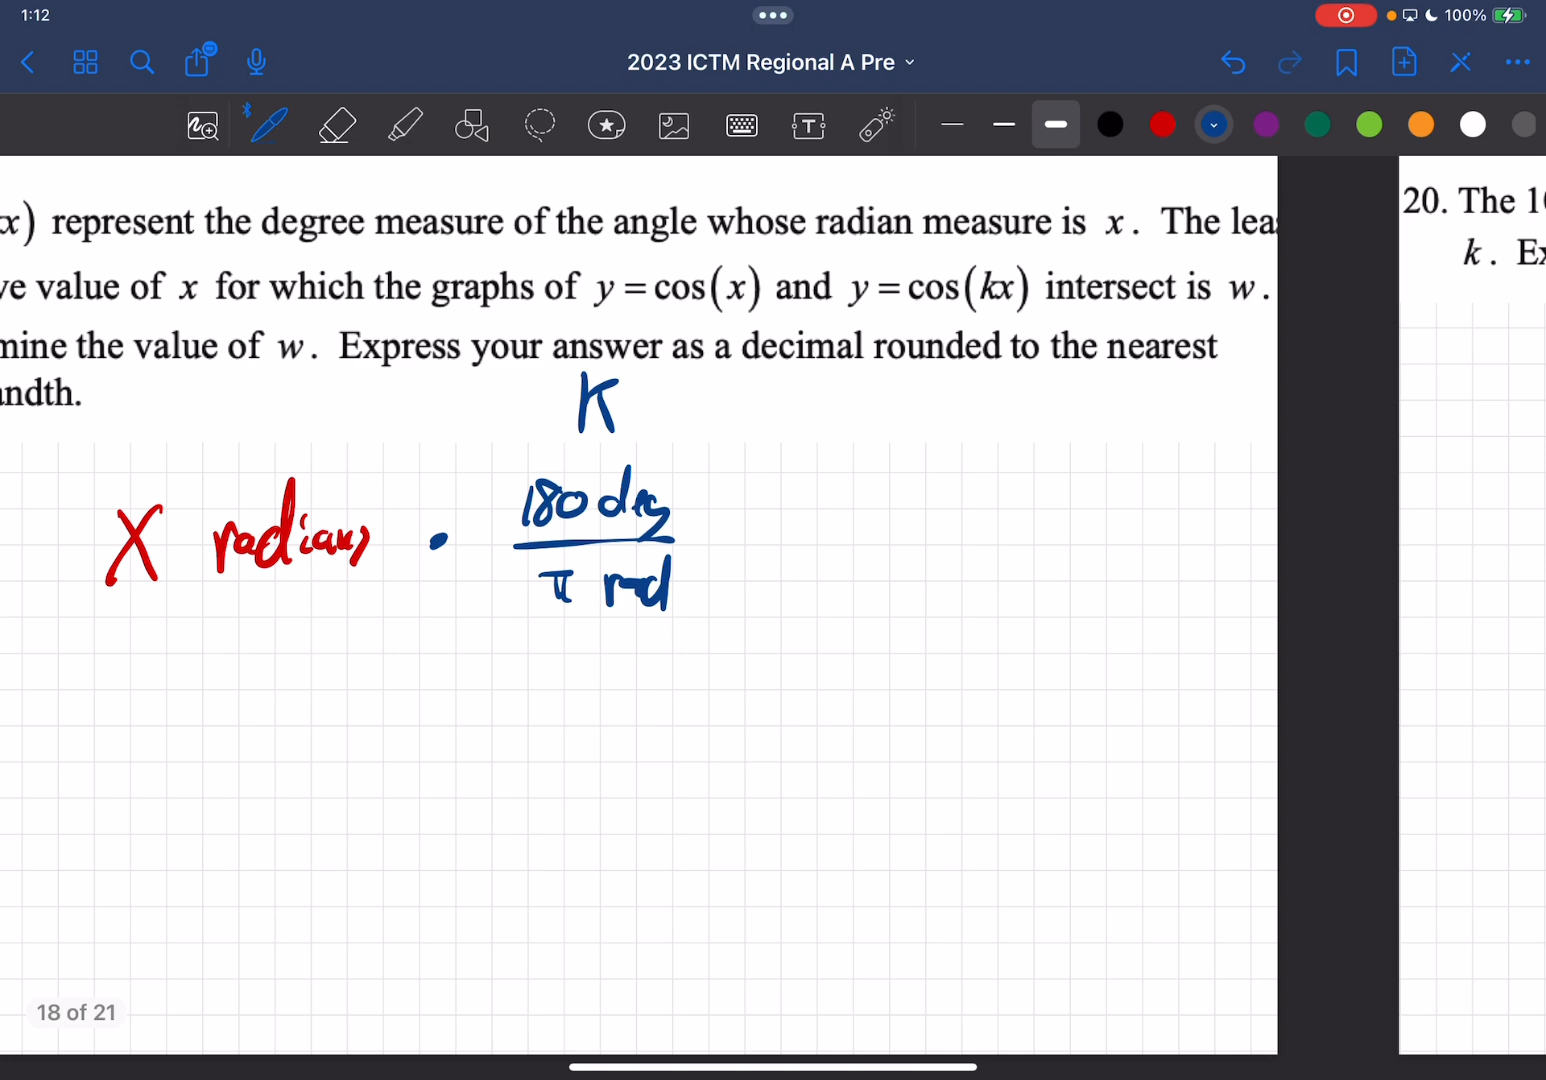 1:12
100%
2023 ICTM Regional A Pre
x) represent the degree measure of the angle whose radian measure is x. The lea
ve value of x for which the graphs of y = cos(x) and y = cos(kx) intersect is w.
mine the value of w. Express your answer as a decimal rounded to the nearest
andth.
K
X radians · 180 deg
π rad
18 of 21
20. The 1
k. Ex